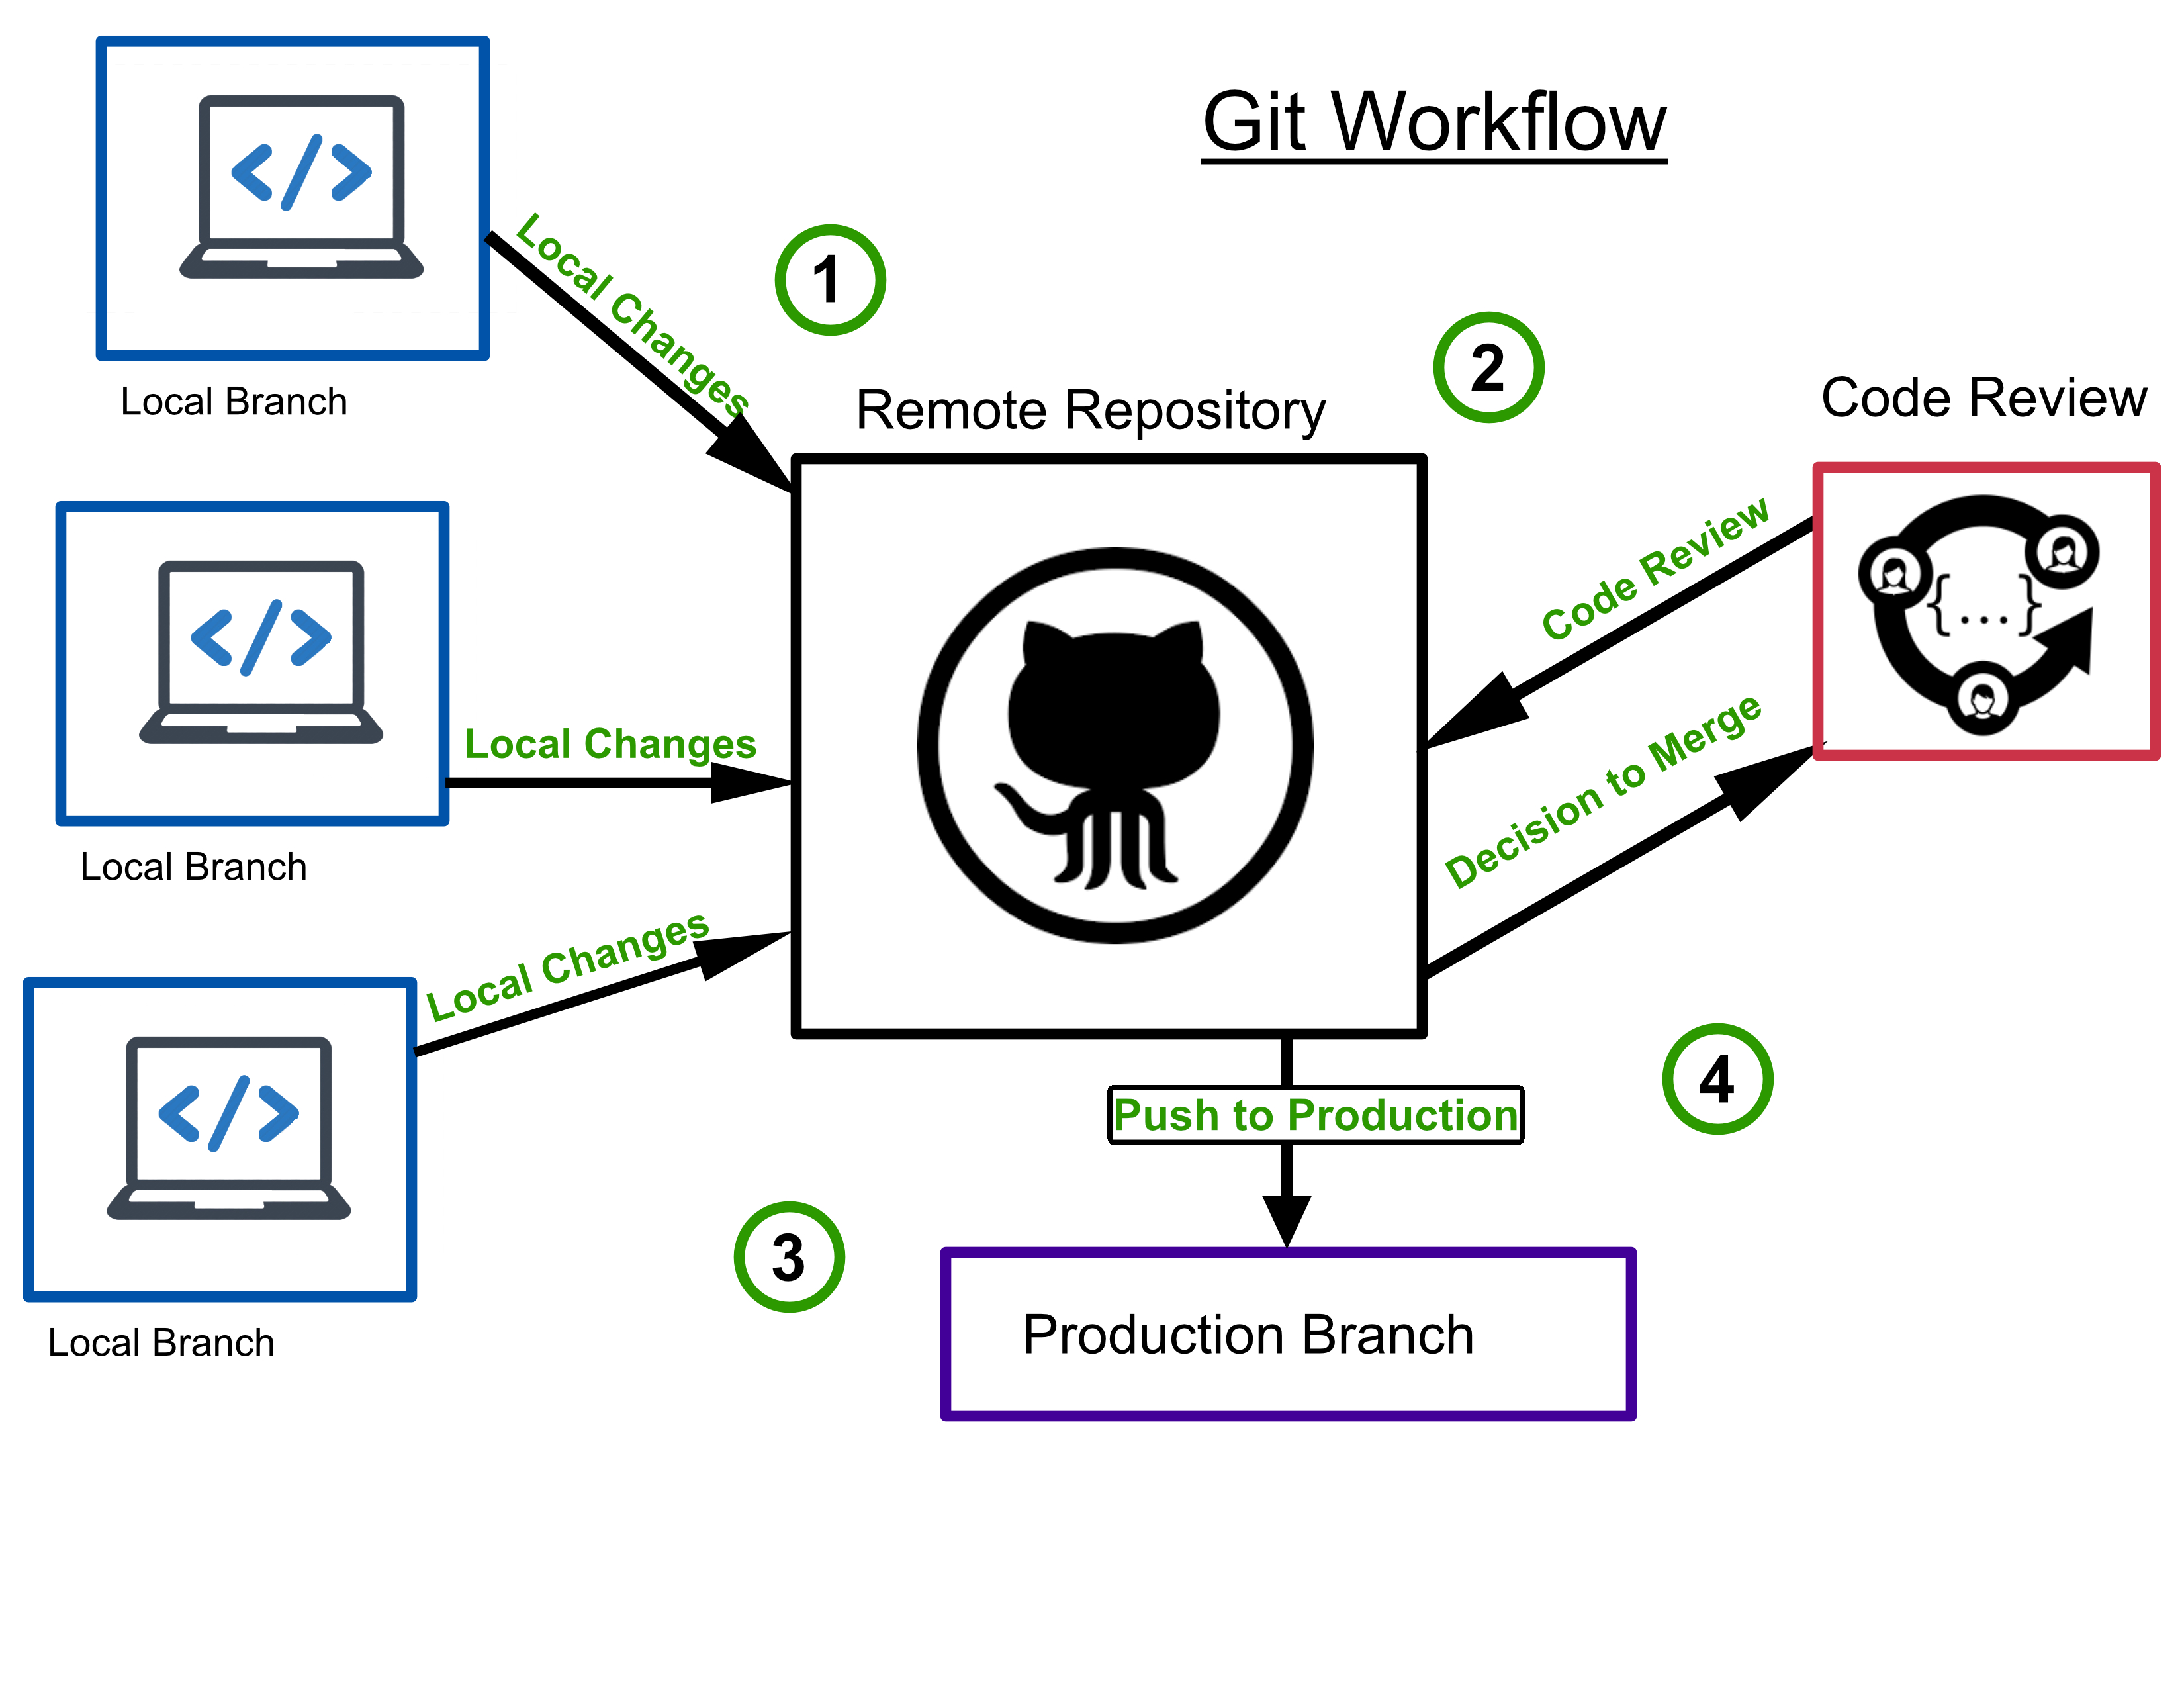 Git Workflow
Local Changes
1
2
Local Branch
Remote Repository
Code Review
Code Review
{...}
Local Changes
Decision to Merge
Local Branch
Local Changes
4
Push to Production
3
Local Branch
Production Branch